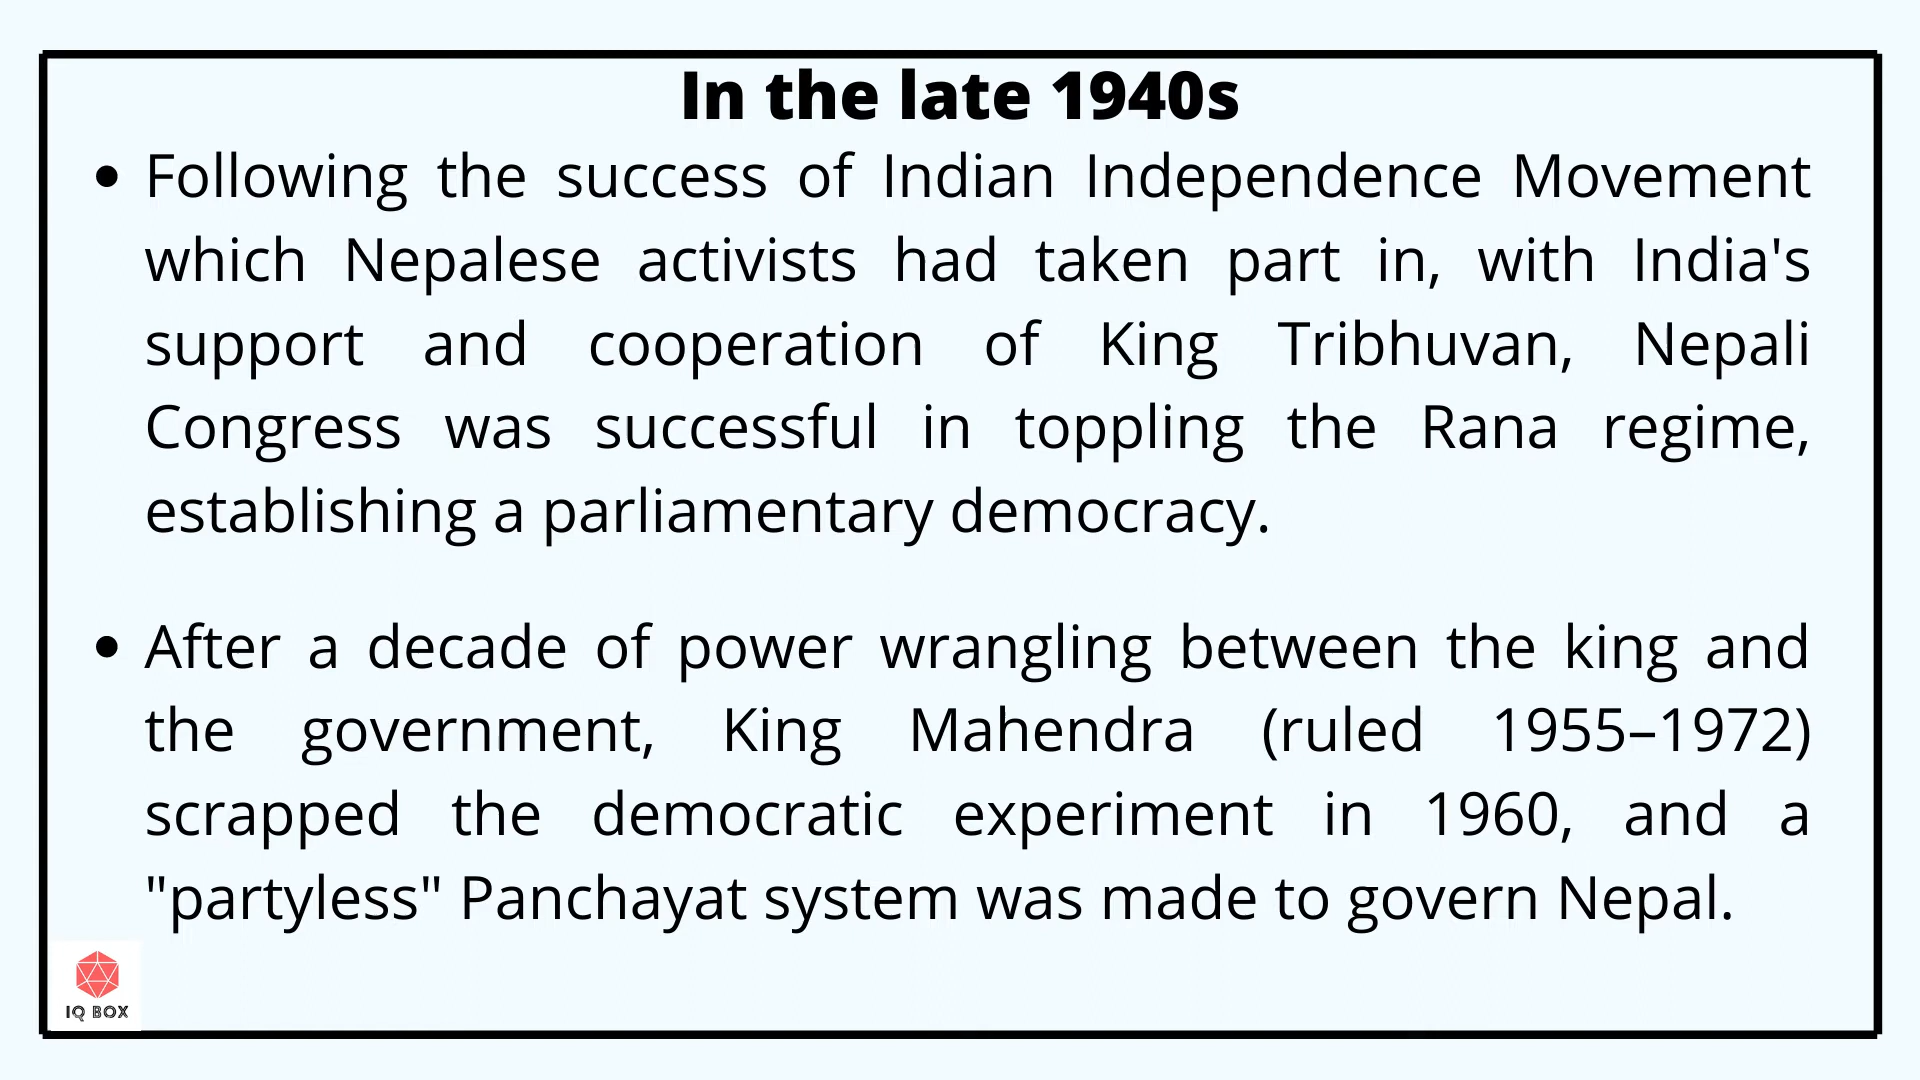 In the late 1940s
• Following the success of Indian Independence Movement
which Nepalese activists had taken part in, with India's
support and cooperation of King Tribhuvan, Nepali
Congress was successful in toppling the Rana regime,
establishing a parliamentary democracy.
• After a decade of power wrangling between the king and
the government, King Mahendra (ruled 1955–1972)
scrapped the democratic experiment in 1960, and a
"partyless" Panchayat system was made to govern Nepal.
IQ BOX